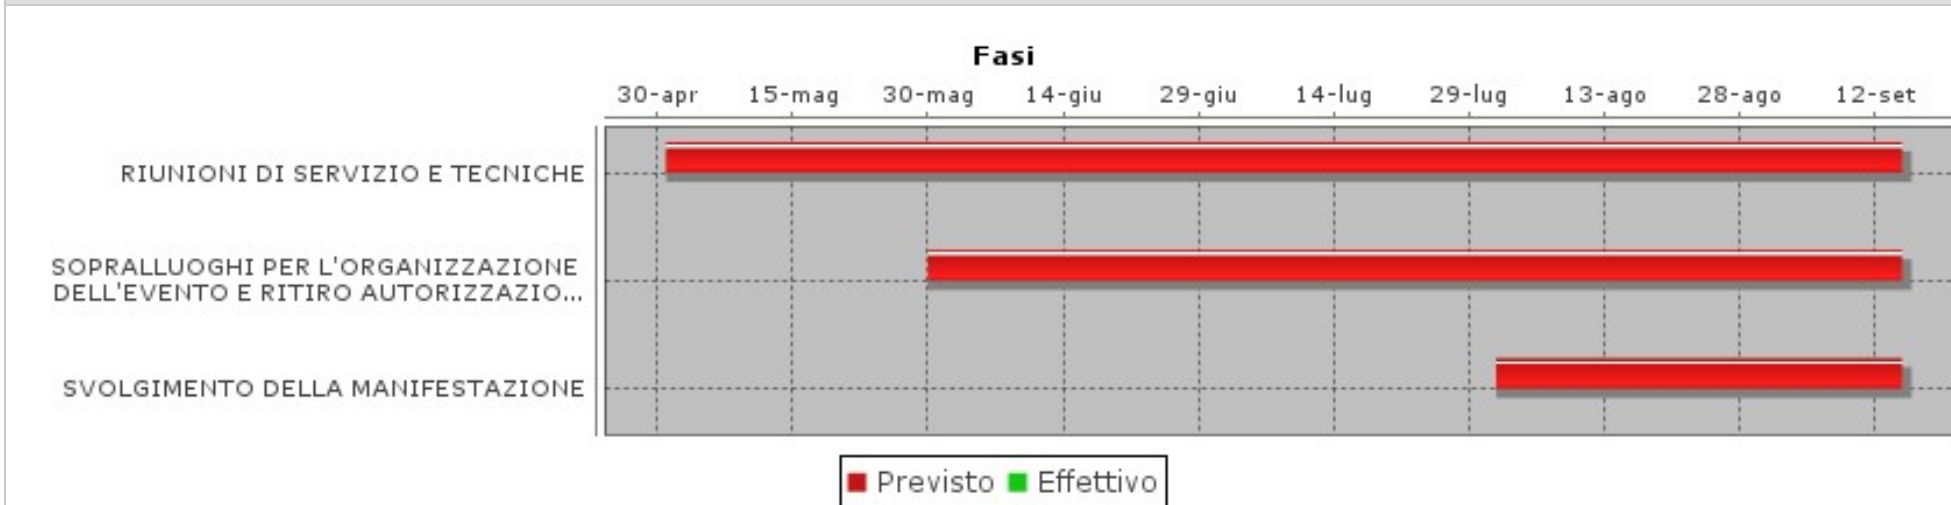 Fasi
30-apr 15-mag 30-mag 14-giu 29-giu 14-lug 29-lug 13-ago 28-ago 12-set
RIUNIONI DI SERVIZIO E TECNICHE
SOPRALLUOGHI PER L'ORGANIZZAZIONE
DELL'EVENTO E RITIRO AUTORIZZAZIO...
SVOLGIMENTO DELLA MANIFESTAZIONE
Previsto Effettivo